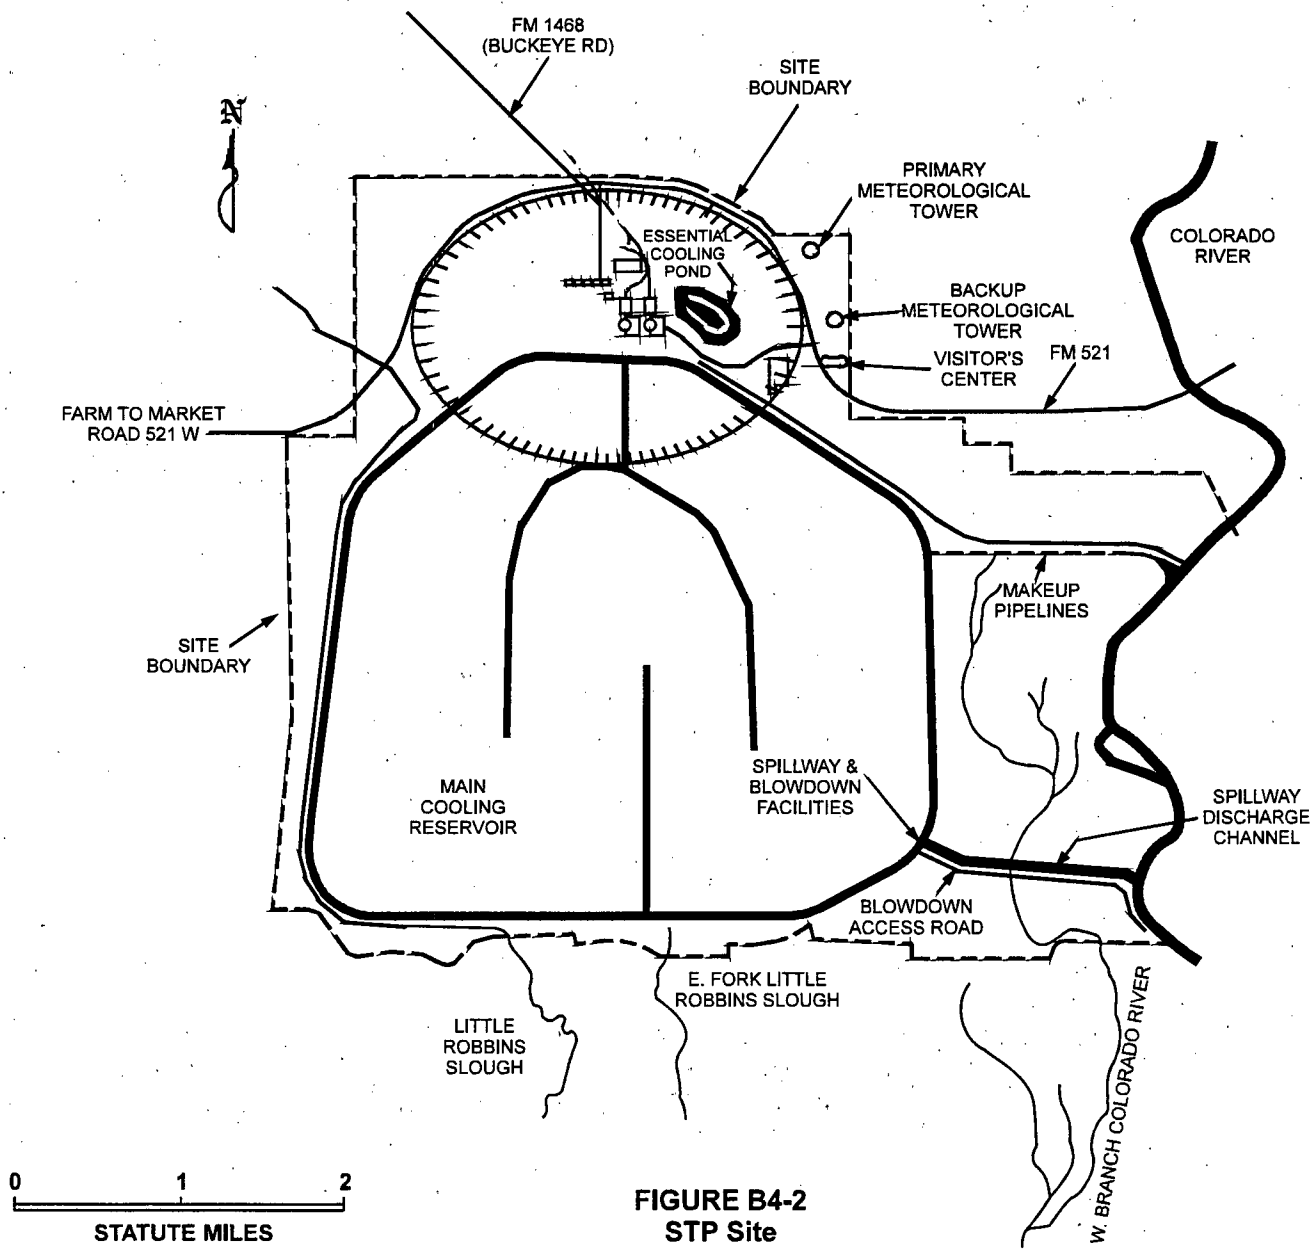 FM 1468
(BUCKEYE RD)
SITE
BOUNDARY
N
PRIMARY
METEOROLOGICAL
TOWER
COLORADO
RIVER
ESSENTIAL
COOLING
POND
BACKUP
METEOROLOGICAL
TOWER
VISITOR'S
CENTER
FM 521
FARM TO MARKET
ROAD 521 W
MAKEUP
PIPELINES
SITE
BOUNDARY
MAIN
COOLING
RESERVOIR
SPILLWAY &
BLOWDOWN
FACILITIES
SPILLWAY
DISCHARGE
CHANNEL
BLOWDOWN
ACCESS ROAD
E. FORK LITTLE
ROBBINS SLOUGH
LITTLE
ROBBINS
SLOUGH
W. BRANCH COLORADO RIVER
0 1 2
STATUTE MILES
FIGURE B4-2
STP Site